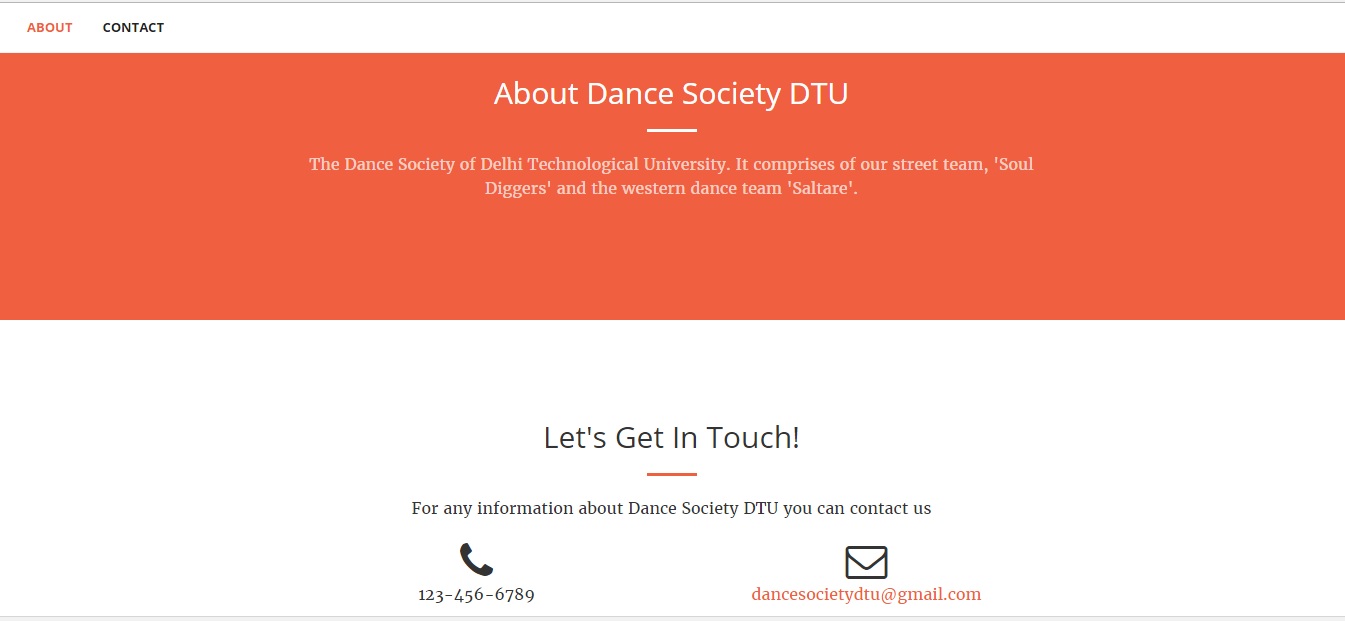 ABOUT CONTACT
About Dance Society DTU
The Dance Society of Delhi Technological University. It comprises of our street team, 'Soul
Diggers' and the western dance team 'Saltare'.
Let's Get In Touch!
For any information about Dance Society DTU you can contact us
123-456-6789 dancesocietydtu@gmail.com